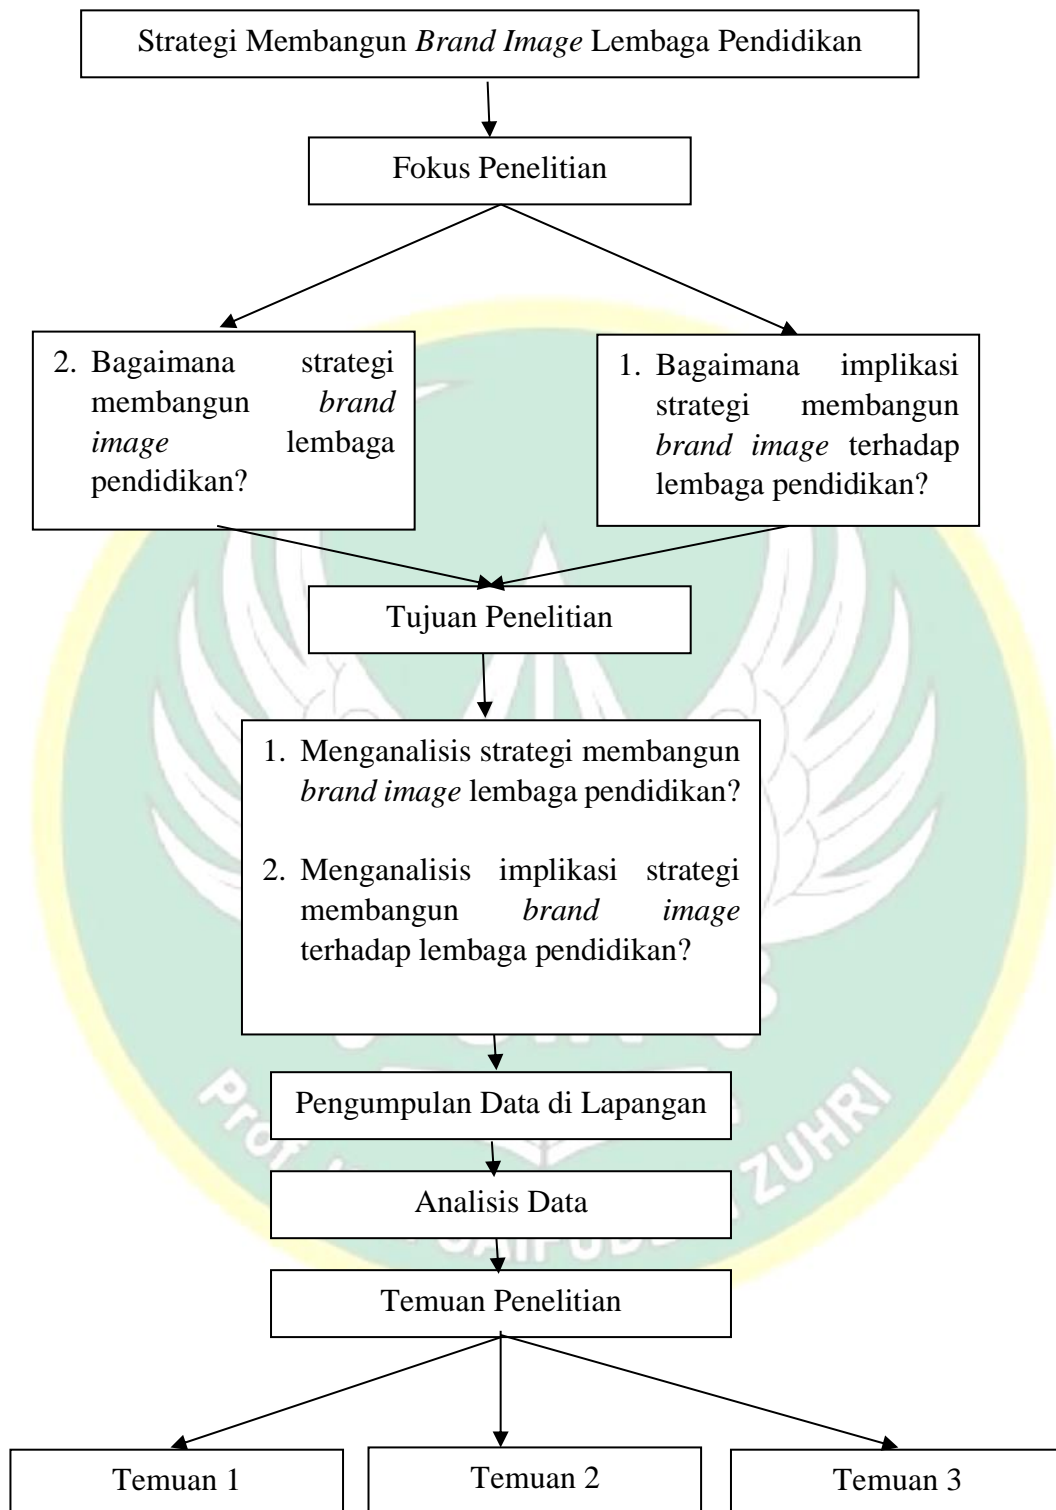 Strategi Membangun Brand Image Lembaga Pendidikan
Fokus Penelitian
2. Bagaimana strategi
membangun brand
image lembaga
pendidikan?
1. Bagaimana implikasi
strategi membangun
brand image terhadap
lembaga pendidikan?
Tujuan Penelitian
1. Menganalisis strategi membangun
brand image lembaga pendidikan?
2. Menganalisis implikasi strategi
membangun brand image
terhadap lembaga pendidikan?
Pengumpulan Data di Lapangan
Analisis Data
Temuan Penelitian
Temuan 1
Temuan 2
Temuan 3
Prof. ZUHRI